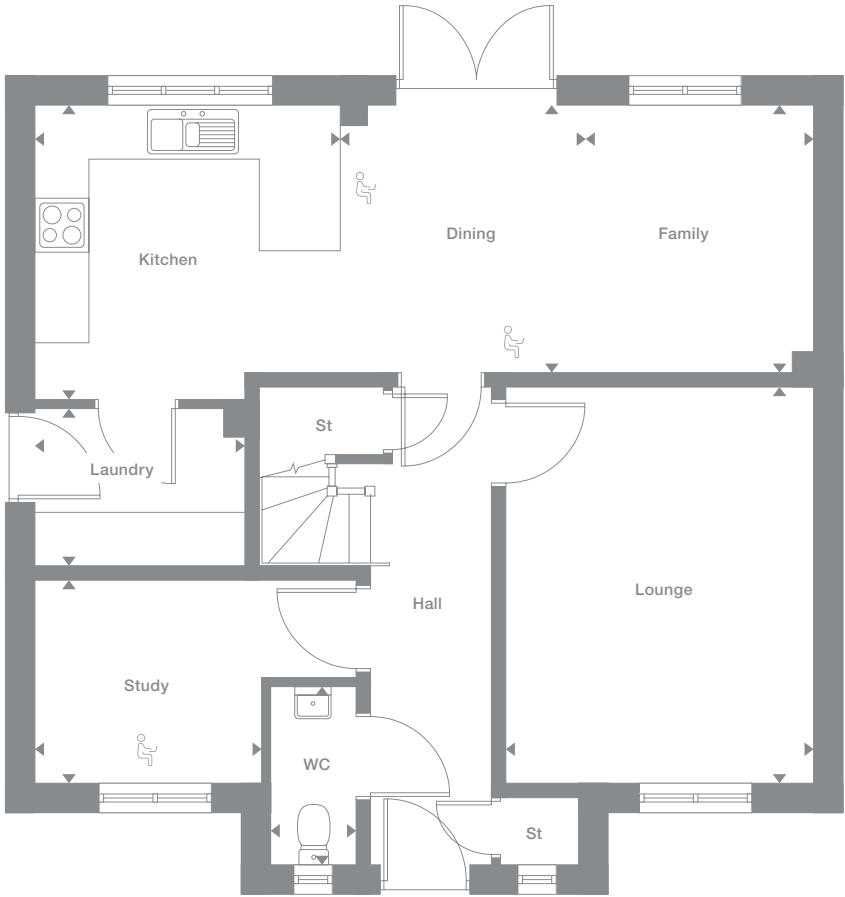 Dining
Family
Kitchen
St
Laundry
Lounge
Hall
Study
WC
St